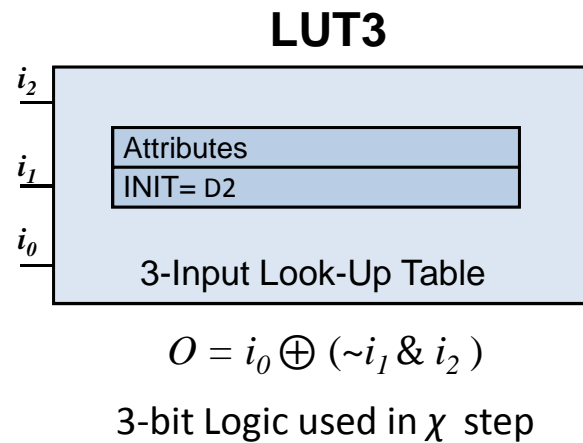 LUT3
i₂
Attributes
i₁
INIT= D2
i₀
3-Input Look-Up Table
O = i₀ ⊕ (~i₁ & i₂ )
3-bit Logic used in χ step